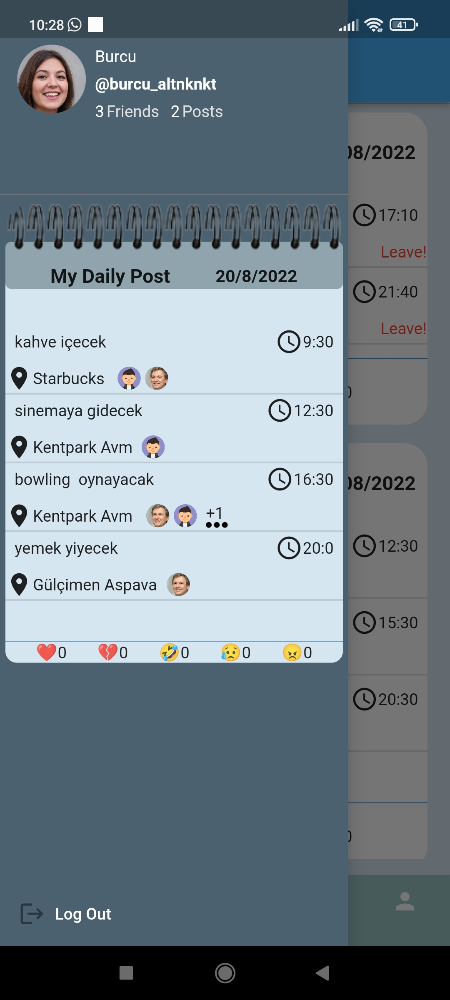 10:28
41
Burcu
@burcu_altnknkt
3 Friends 2 Posts
08/2022
17:10
Leave!
21:40
Leave!
My Daily Post 20/8/2022
kahve içecek 9:30
Starbucks
sinemaya gidecek 12:30
Kentpark Avm
bowling  oynayacak 16:30
Kentpark Avm +1
yemek yiyecek 20:0
Gülçimen Aspava
0 0 0 0 0
08/2022
12:30
15:30
20:30
Log Out